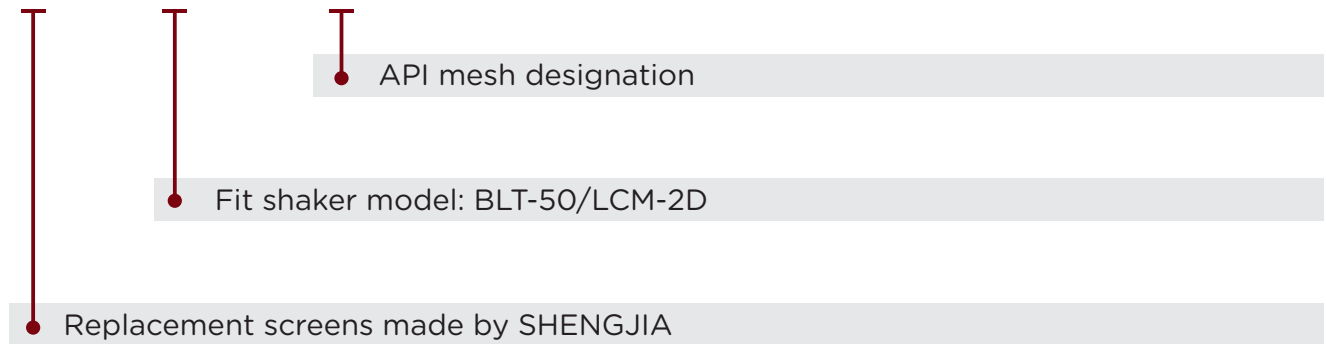 API mesh designation
Fit shaker model: BLT-50/LCM-2D
Replacement screens made by SHENGJIA